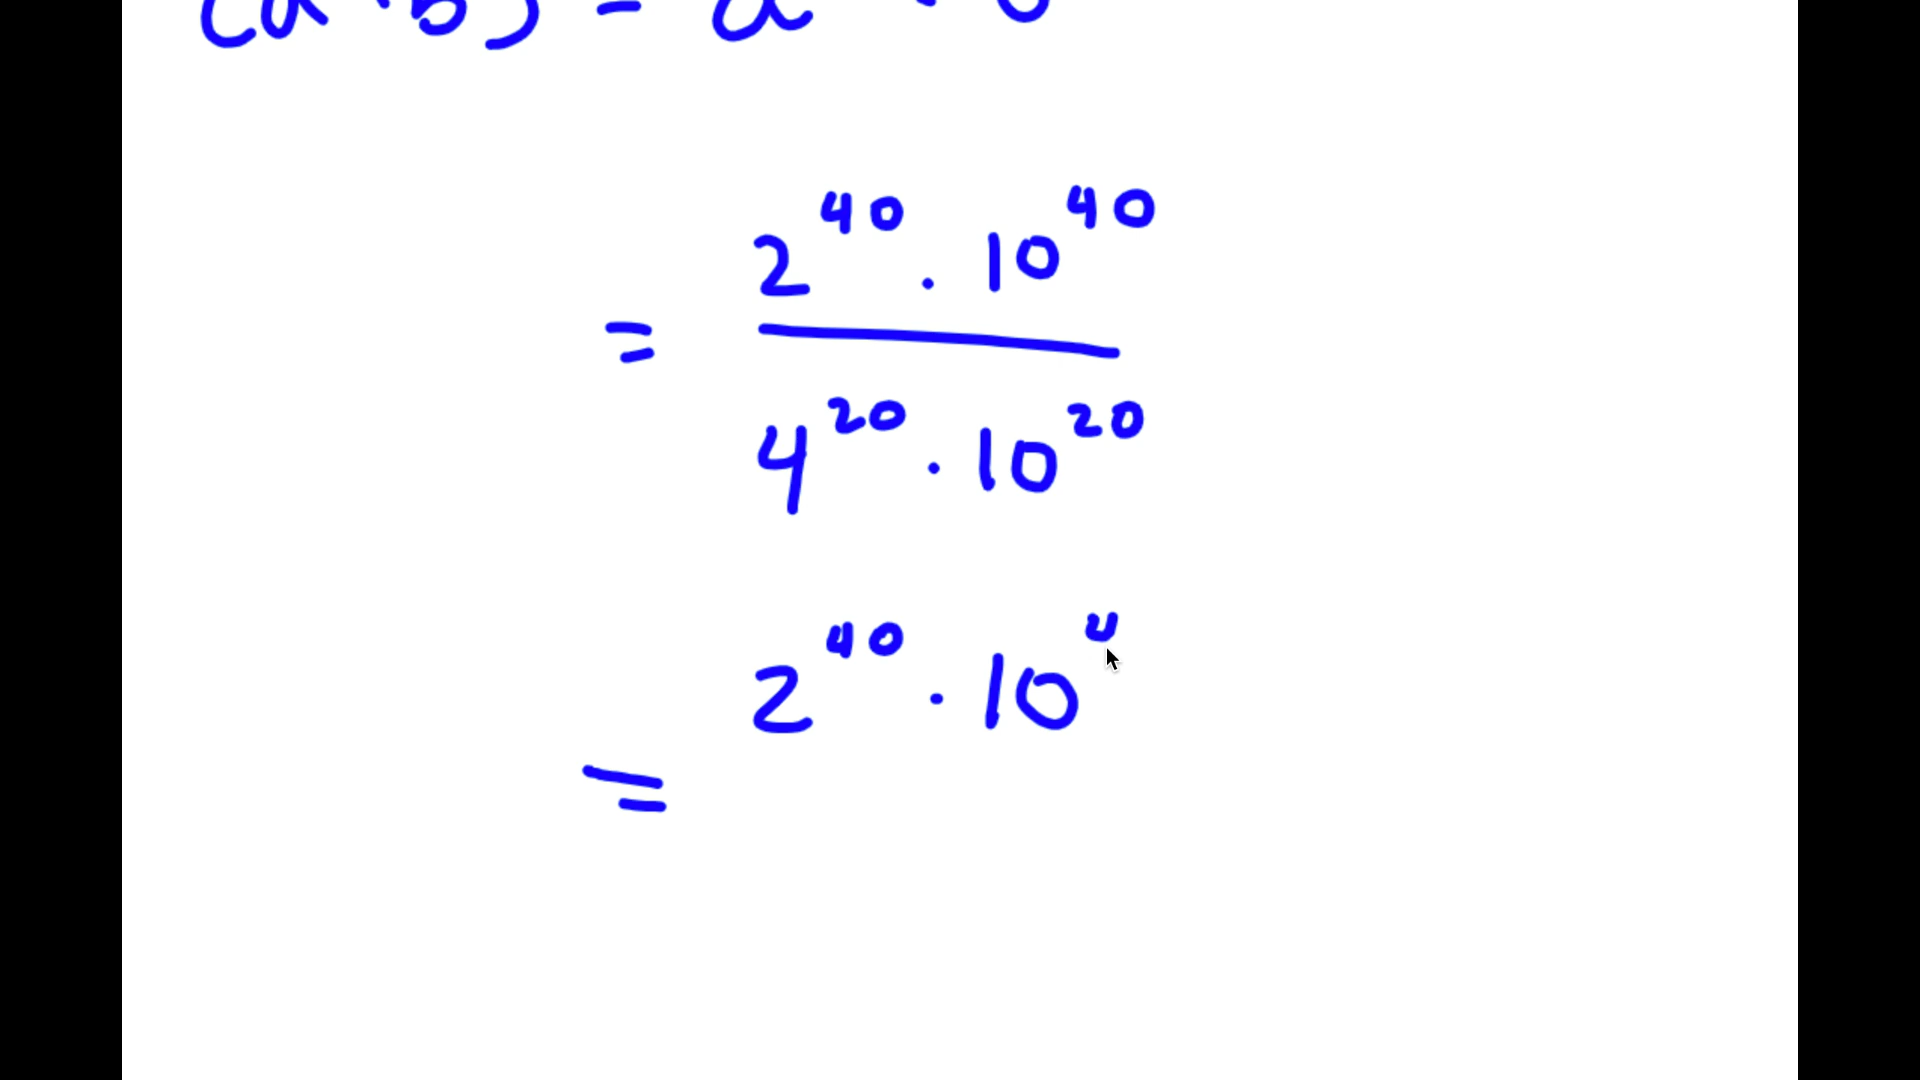 (a·b) = a · b
= 2^40 · 10^40
4^20 · 10^20
= 2^40 · 10^4